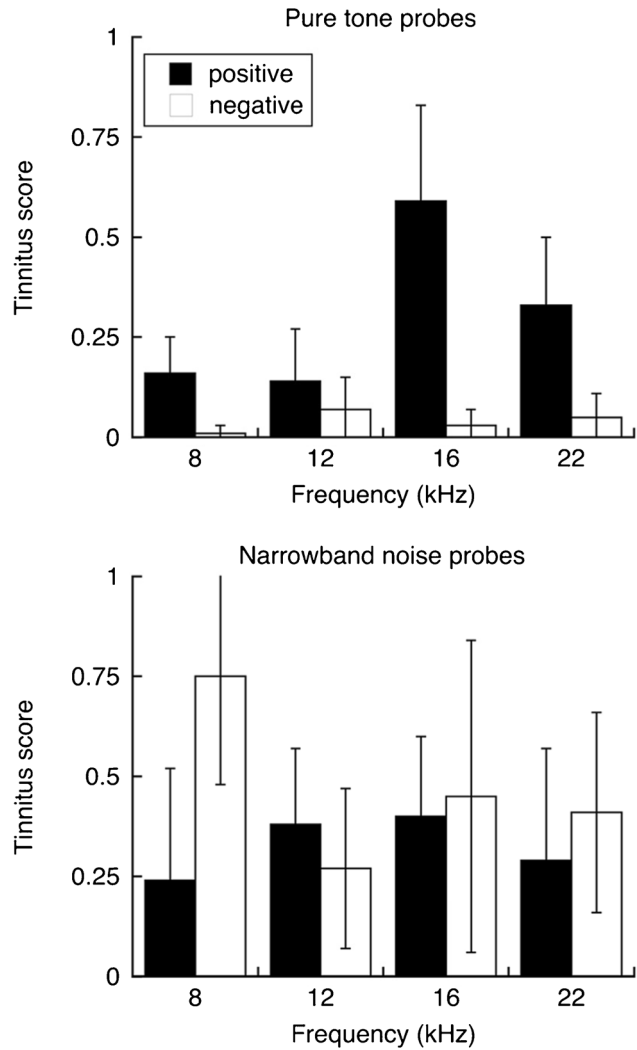 Pure tone probes
1
positive
negative
0.75
Tinnitus score
0.5
0.25
0
8 12 16 22
Frequency (kHz)
Narrowband noise probes
1
0.75
Tinnitus score
0.5
0.25
0
8 12 16 22
Frequency (kHz)